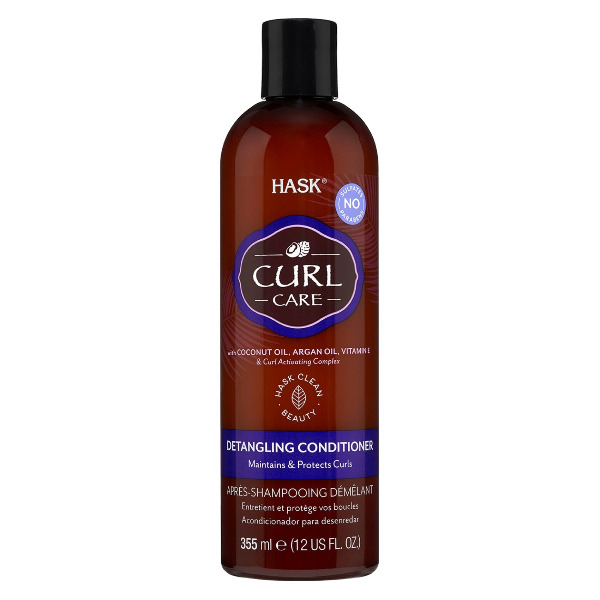 HASK®
SULFATES
NO
PARABENS
CURL
CARE
with COCONUT OIL, ARGAN OIL, VITAMIN E
& Curl Activating Complex
HASK CLEAN
BEAUTY
DETANGLING CONDITIONER
Maintains & Protects Curls
APRÈS-SHAMPOOING DÉMÊLANT
Entretient et protège vos boucles
Acondicionador para desenredar
355 ml ℮ (12 US FL. OZ.)